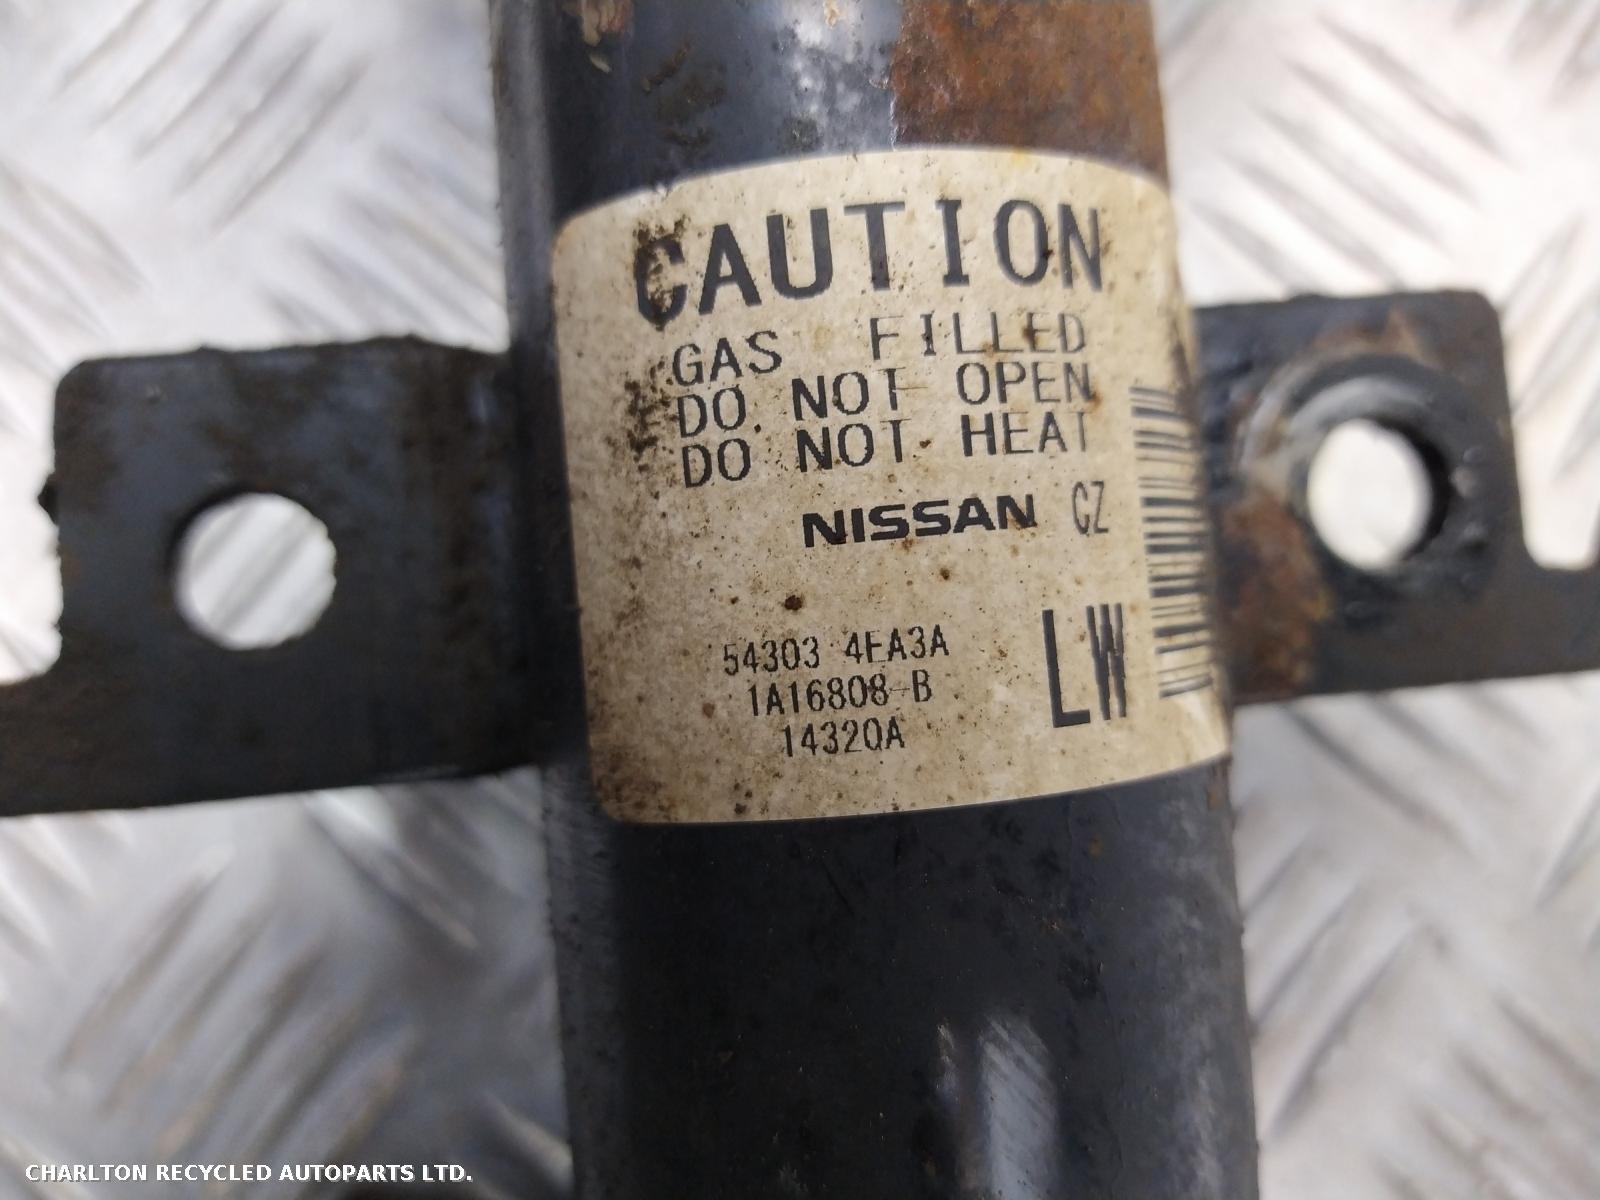 CAUTION
GAS FILLED
DO NOT OPEN
DO NOT HEAT
NISSAN CZ
54303 4EA3A
1A16808-B
14320A
LW
CHARLTON RECYCLED AUTOPARTS LTD.